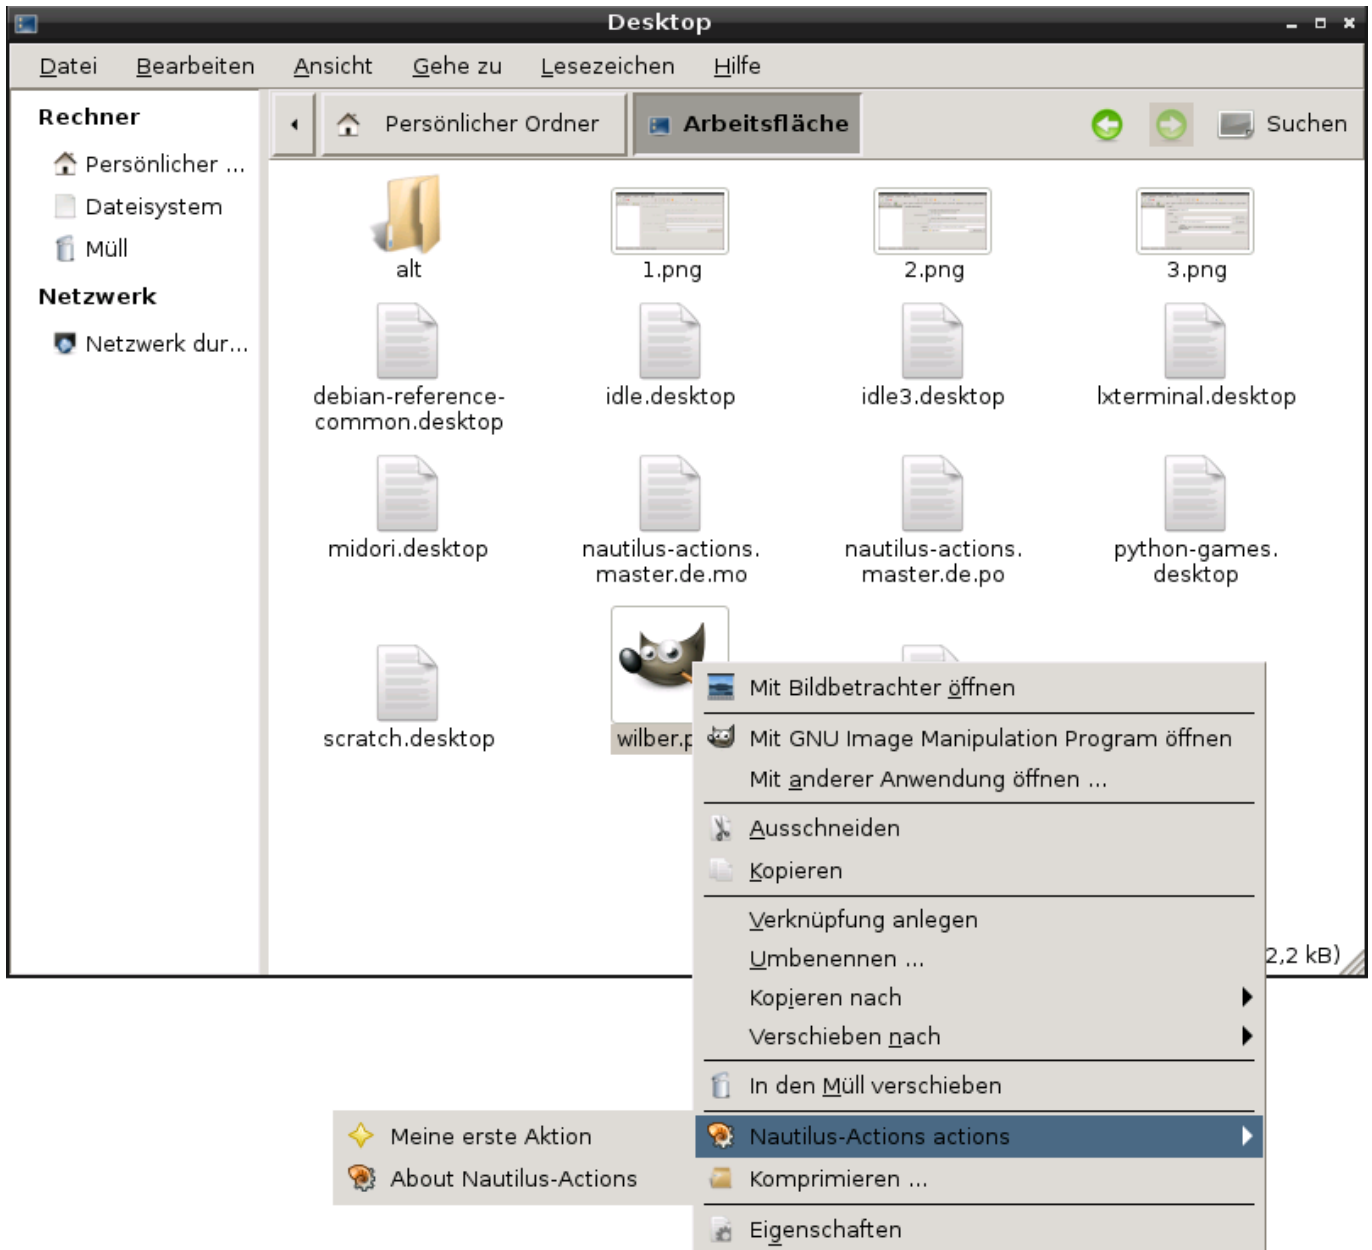 Desktop
Datei Bearbeiten Ansicht Gehe zu Lesezeichen Hilfe
Rechner
Persönlicher ...
Dateisystem
Müll
Netzwerk
Netzwerk dur...
Persönlicher Ordner Arbeitsfläche Suchen
alt 1.png 2.png 3.png
debian-reference-
common.desktop
idle.desktop idle3.desktop lxterminal.desktop
midori.desktop
nautilus-actions.
master.de.mo
nautilus-actions.
master.de.po
python-games.
desktop
scratch.desktop
wilber.p
2,2 kB)
Mit Bildbetrachter öffnen
Mit GNU Image Manipulation Program öffnen
Mit anderer Anwendung öffnen ...
Ausschneiden
Kopieren
Verknüpfung anlegen
Umbenennen ...
Kopieren nach
Verschieben nach
In den Müll verschieben
Nautilus-Actions actions
Komprimieren ...
Eigenschaften
Meine erste Aktion
About Nautilus-Actions